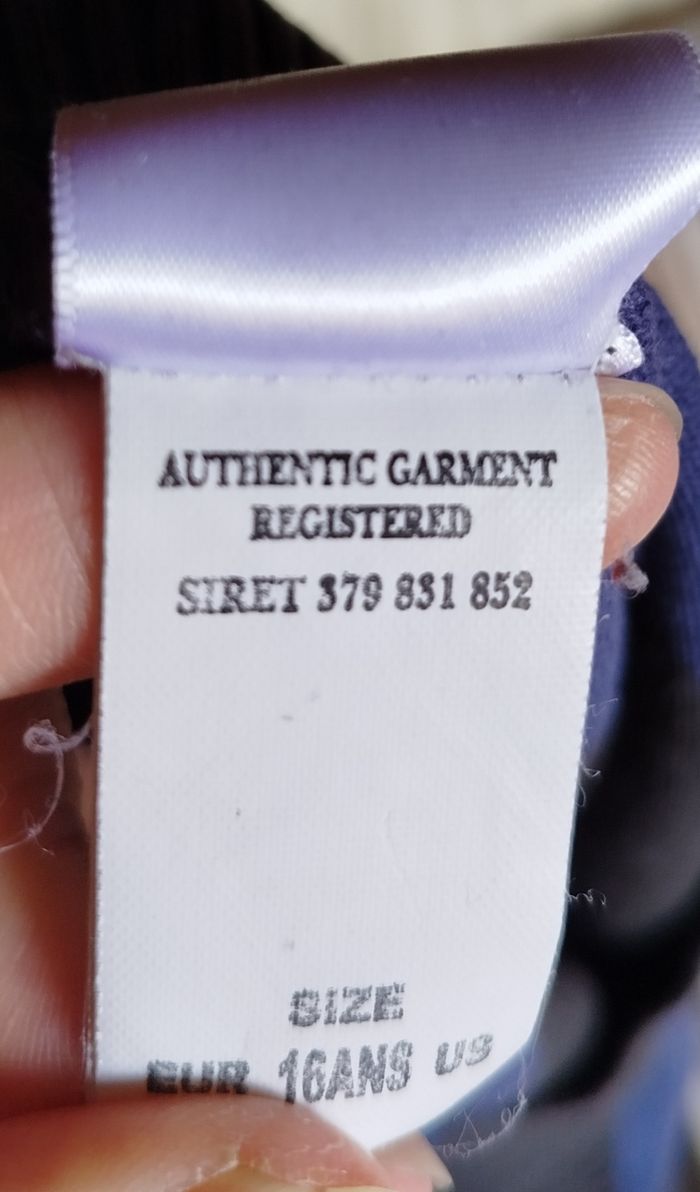 AUTHENTIC GARMENT
REGISTERED
SIRET 379 831 852
SIZE
EUR 16ANS US